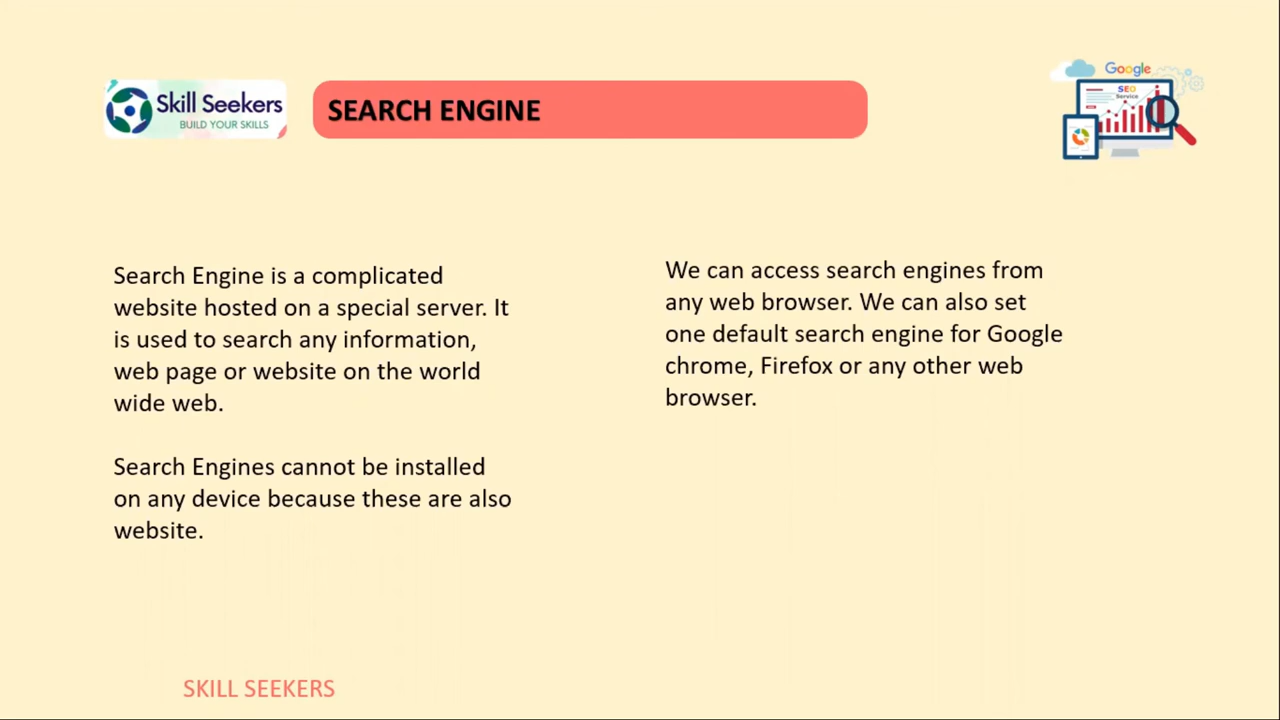 Skill Seekers
BUILD YOUR SKILLS
SEARCH ENGINE
Google
SEO
Service
Search Engine is a complicated
website hosted on a special server. It
is used to search any information,
web page or website on the world
wide web.
Search Engines cannot be installed
on any device because these are also
website.
We can access search engines from
any web browser. We can also set
one default search engine for Google
chrome, Firefox or any other web
browser.
SKILL SEEKERS